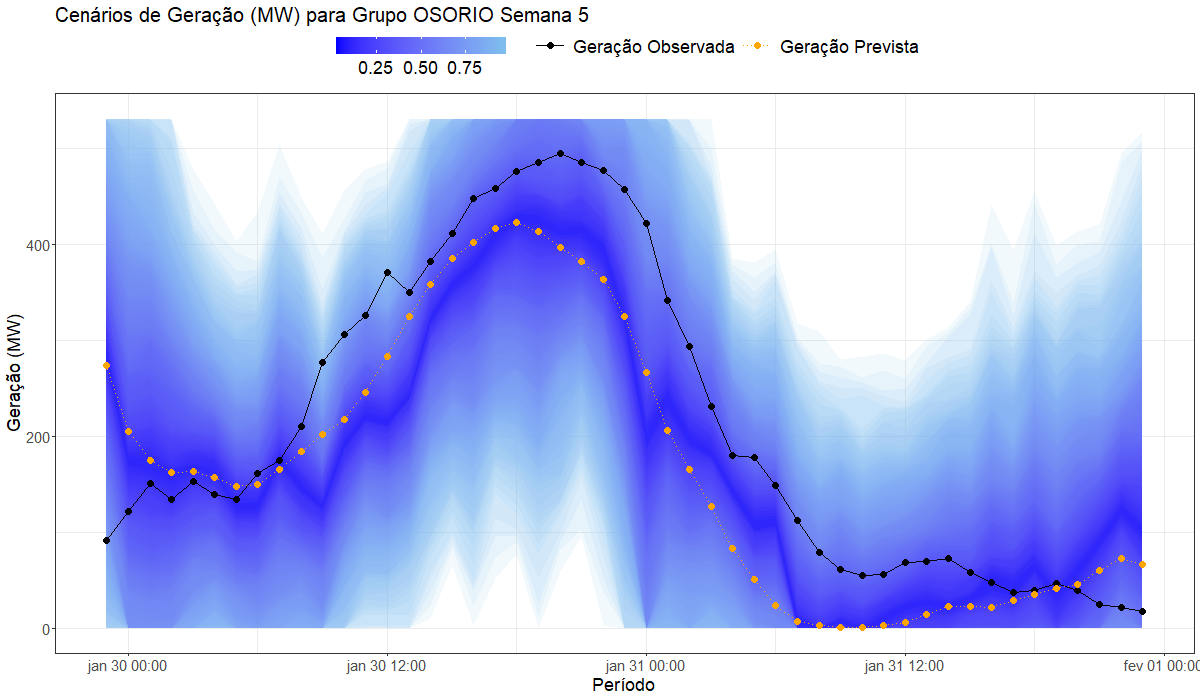 Cenários de Geração (MW) para Grupo OSORIO Semana 5
0.25 0.50 0.75
Geração Observada
Geração Prevista
Geração (MW)
400
200
0
jan 30 00:00
jan 30 12:00
jan 31 00:00
jan 31 12:00
fev 01 00:00
Período